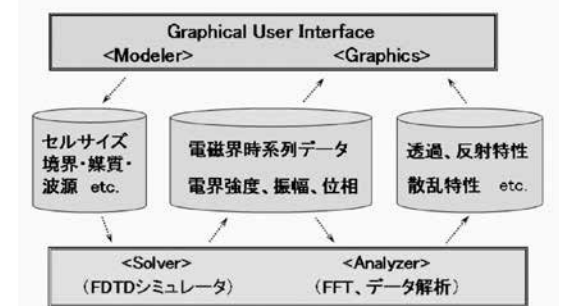 Graphical User Interface
<Modeler> <Graphics>
セルサイズ
境界・媒質・
波源 etc.
電磁界時系列データ
電界強度、振幅、位相
透過、反射特性
散乱特性 etc.
<Solver> <Analyzer>
(FDTDシミュレータ) (FFT、データ解析)